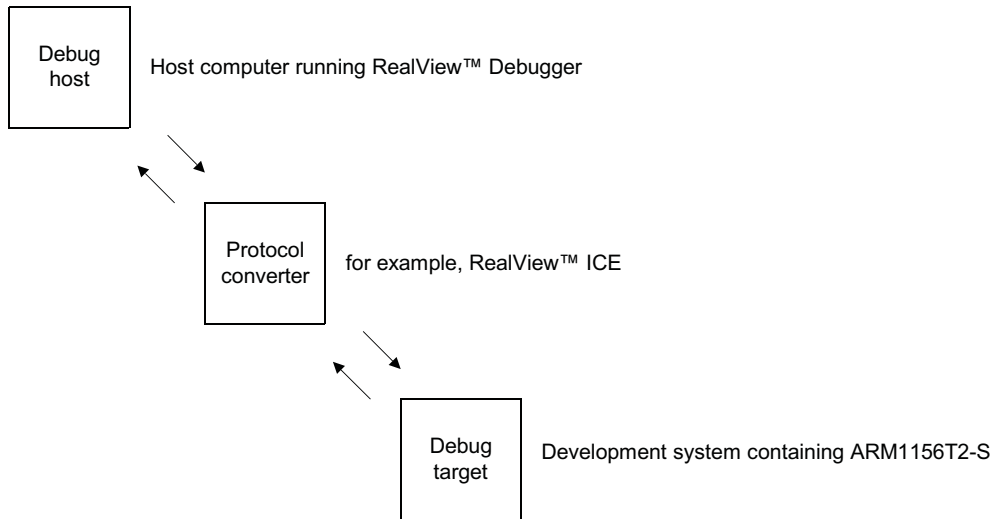 Debug
host
Host computer running RealView™ Debugger
Protocol
converter
for example, RealView™ ICE
Debug
target
Development system containing ARM1156T2-S